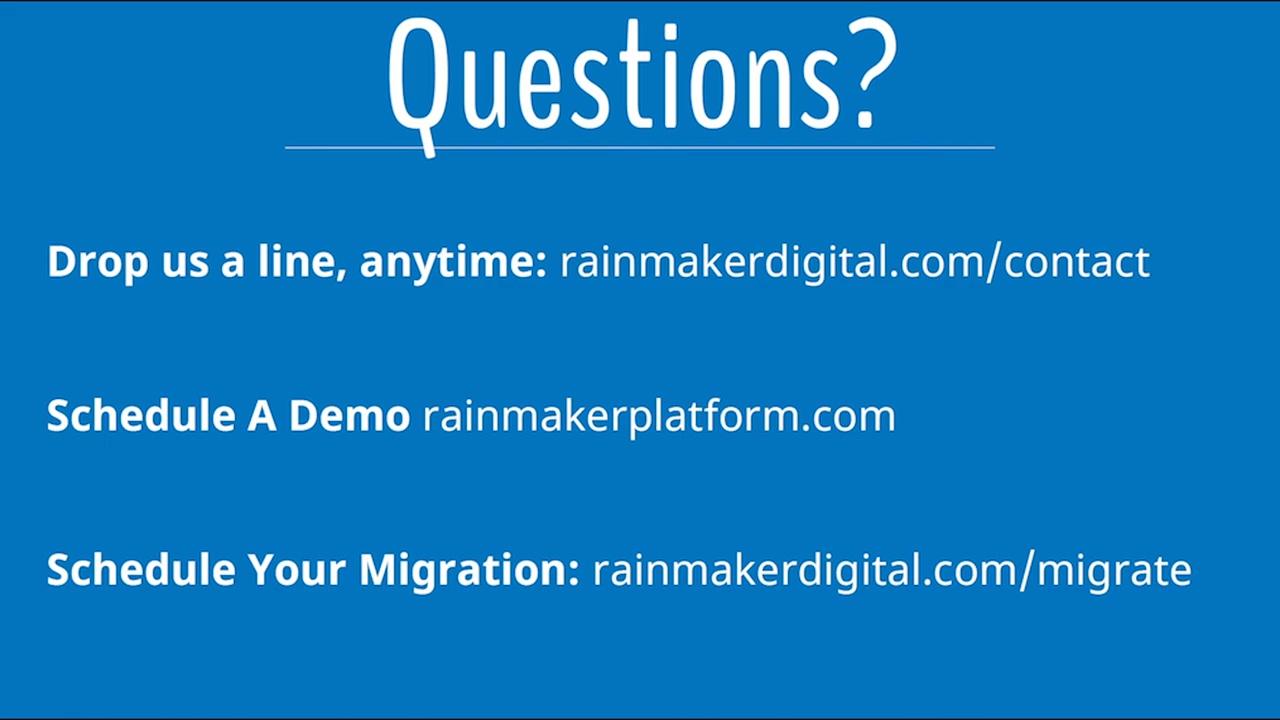 Questions?
Drop us a line, anytime: rainmakerdigital.com/contact
Schedule A Demo rainmakerplatform.com
Schedule Your Migration: rainmakerdigital.com/migrate